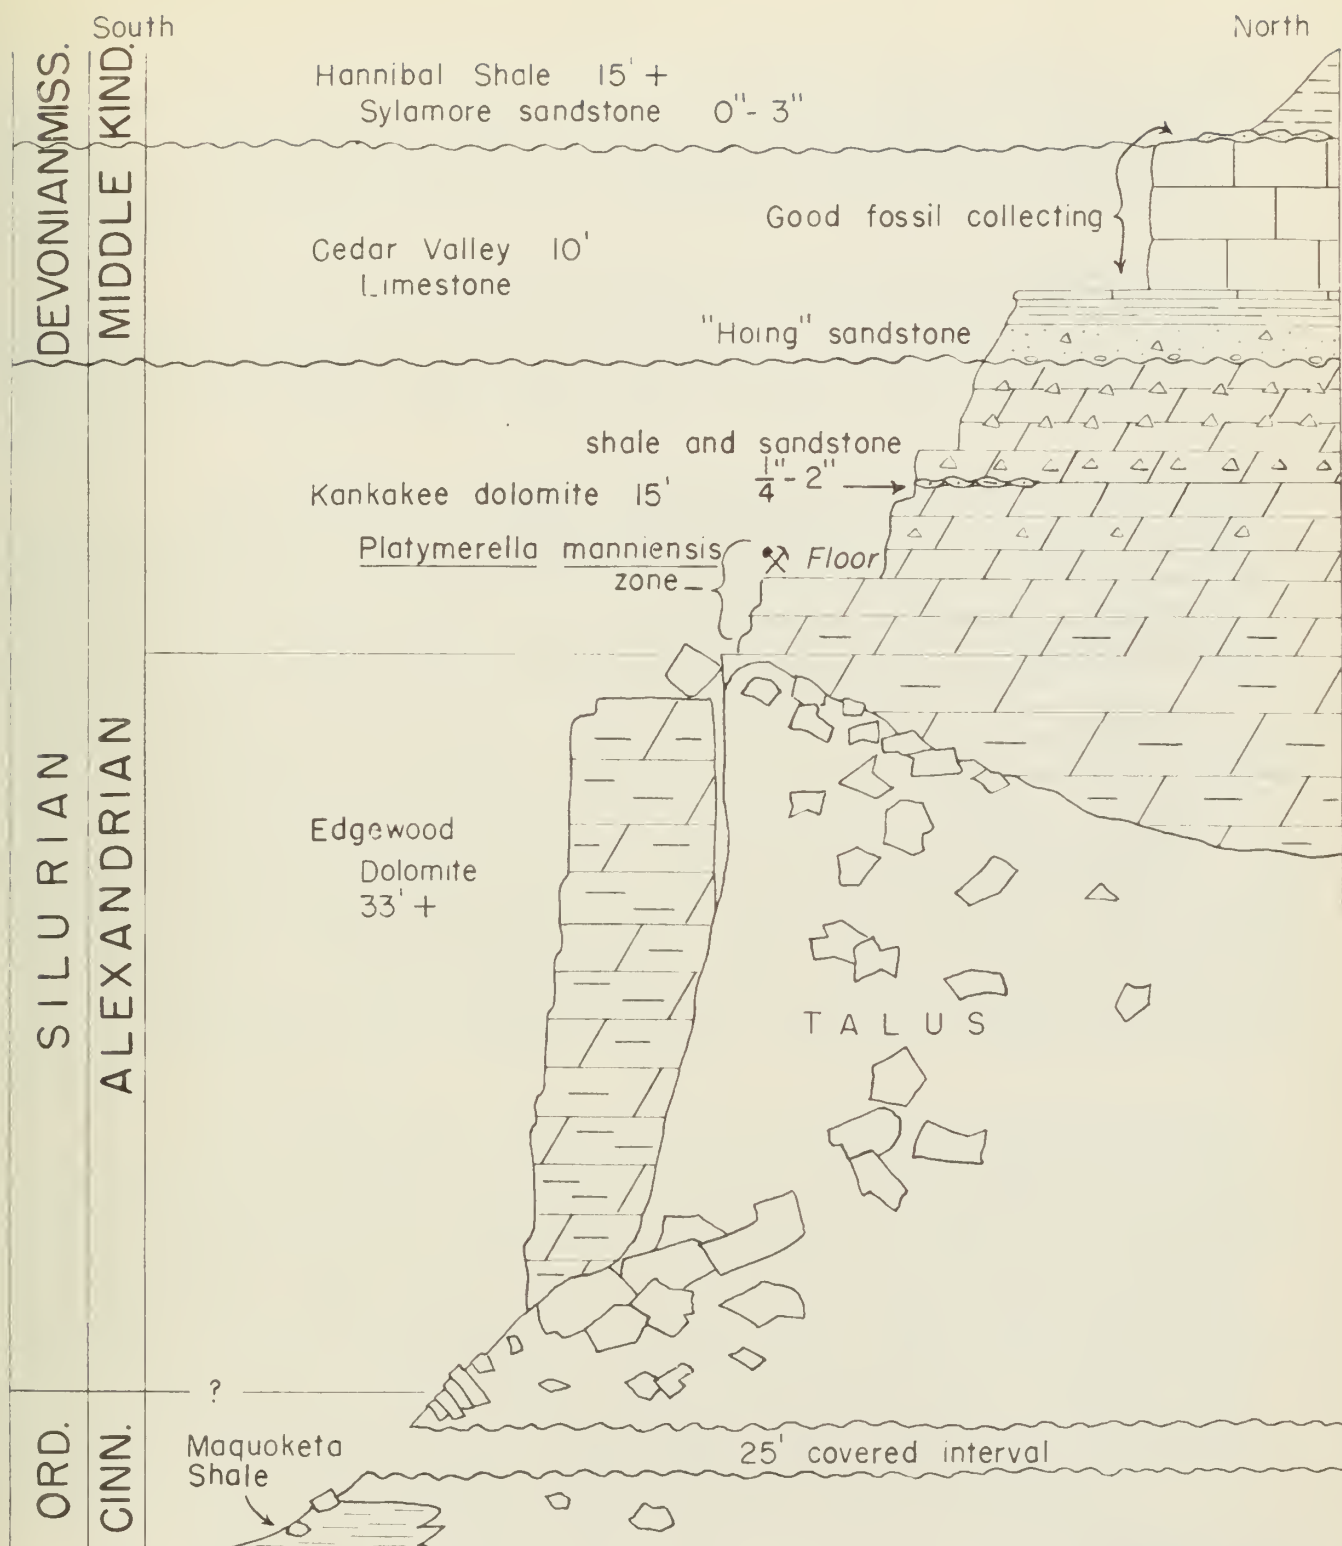 South
North
DEVONIAN MISS.
MIDDLE KIND.
Hannibal Shale 15' +
Sylamore sandstone 0"- 3"
Good fossil collecting
Cedar Valley 10'
Limestone
"Hoing" sandstone
shale and sandstone
1/4"- 2"
Kankakee dolomite 15'
Platymerella manniensis
zone
Floor
SILURIAN
ALEXANDRIAN
Edgewood
Dolomite
33' +
TALUS
?
ORD.
CINN.
Maquoketa
Shale
25' covered interval